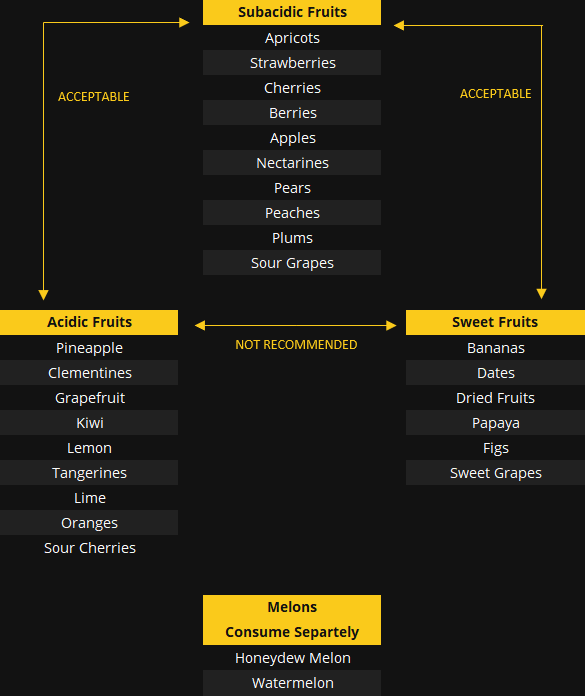 Subacidic Fruits
Apricots
Strawberries
Cherries
Berries
Apples
Nectarines
Pears
Peaches
Plums
Sour Grapes
ACCEPTABLE
ACCEPTABLE
Acidic Fruits
Pineapple
Clementines
Grapefruit
Kiwi
Lemon
Tangerines
Lime
Oranges
Sour Cherries
NOT RECOMMENDED
Sweet Fruits
Bananas
Dates
Dried Fruits
Papaya
Figs
Sweet Grapes
Melons
Consume Separtely
Honeydew Melon
Watermelon